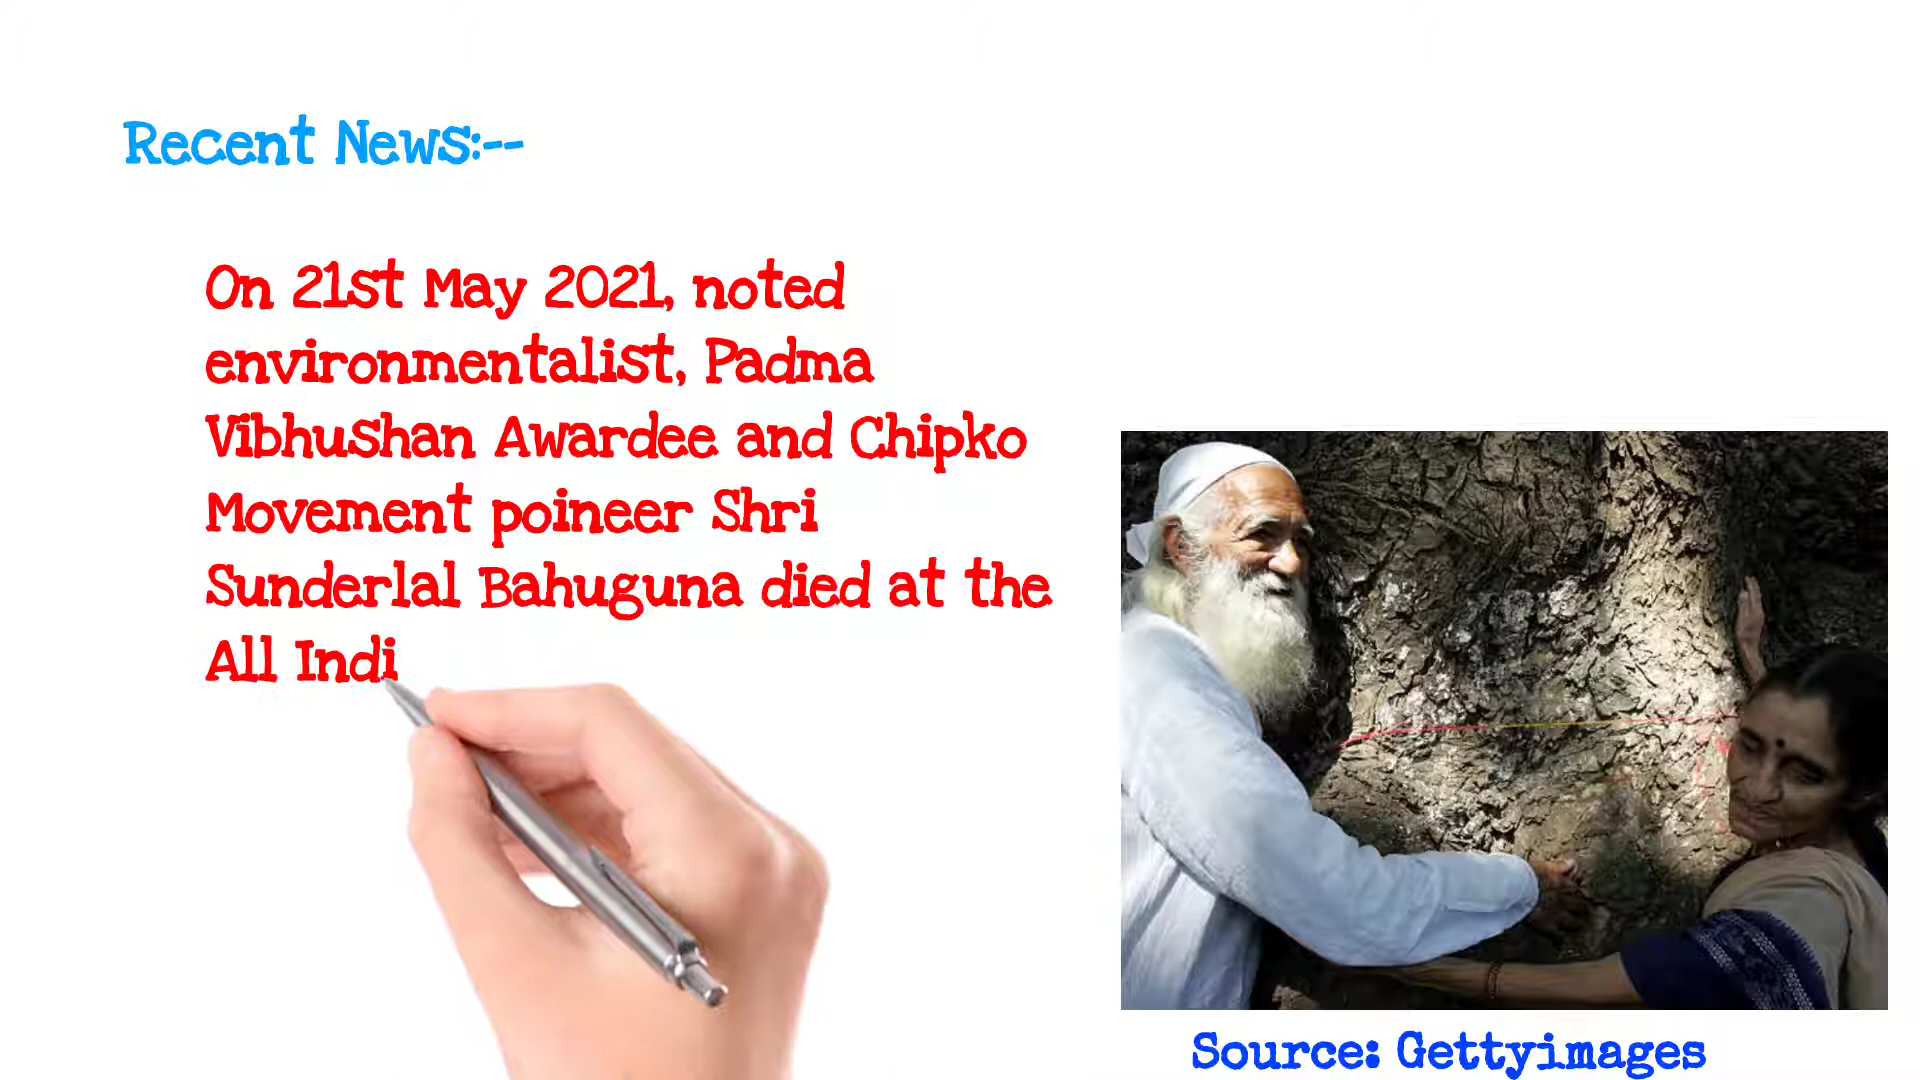 Recent News:--
On 21st May 2021, noted
environmentalist, Padma
Vibhushan Awardee and Chipko
Movement poineer Shri
Sunderlal Bahuguna died at the
All Indi
Source: Gettyimages